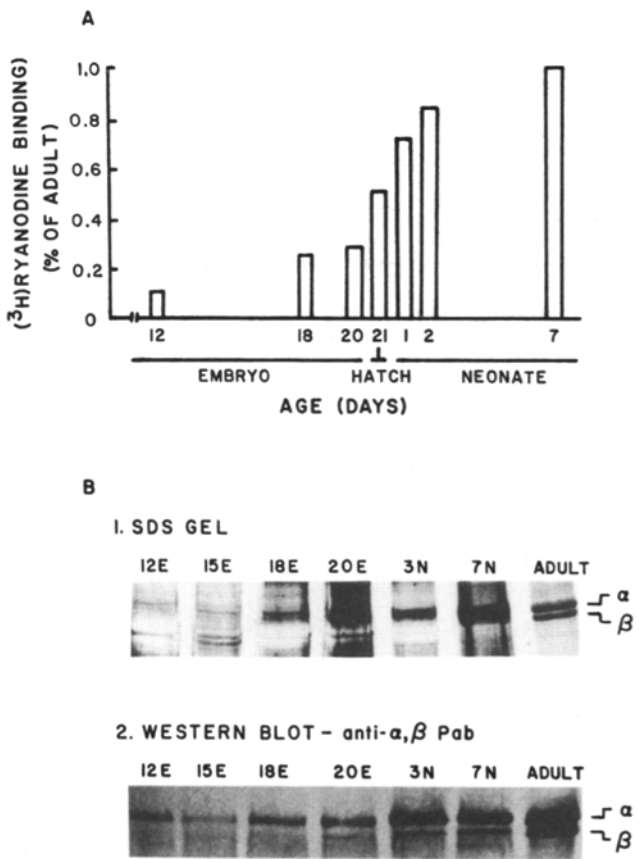 A
(³H)RYANODINE BINDING)
(% OF ADULT)
1.0
0.8
0.6
0.4
0.2
0
12 18 20 21 1 2 7
EMBRYO HATCH NEONATE
AGE (DAYS)
B
1. SDS GEL
12E 15E 18E 20E 3N 7N ADULT
α
β
2. WESTERN BLOT - anti-α,β Pab
12E 15E 18E 20E 3N 7N ADULT
α
β